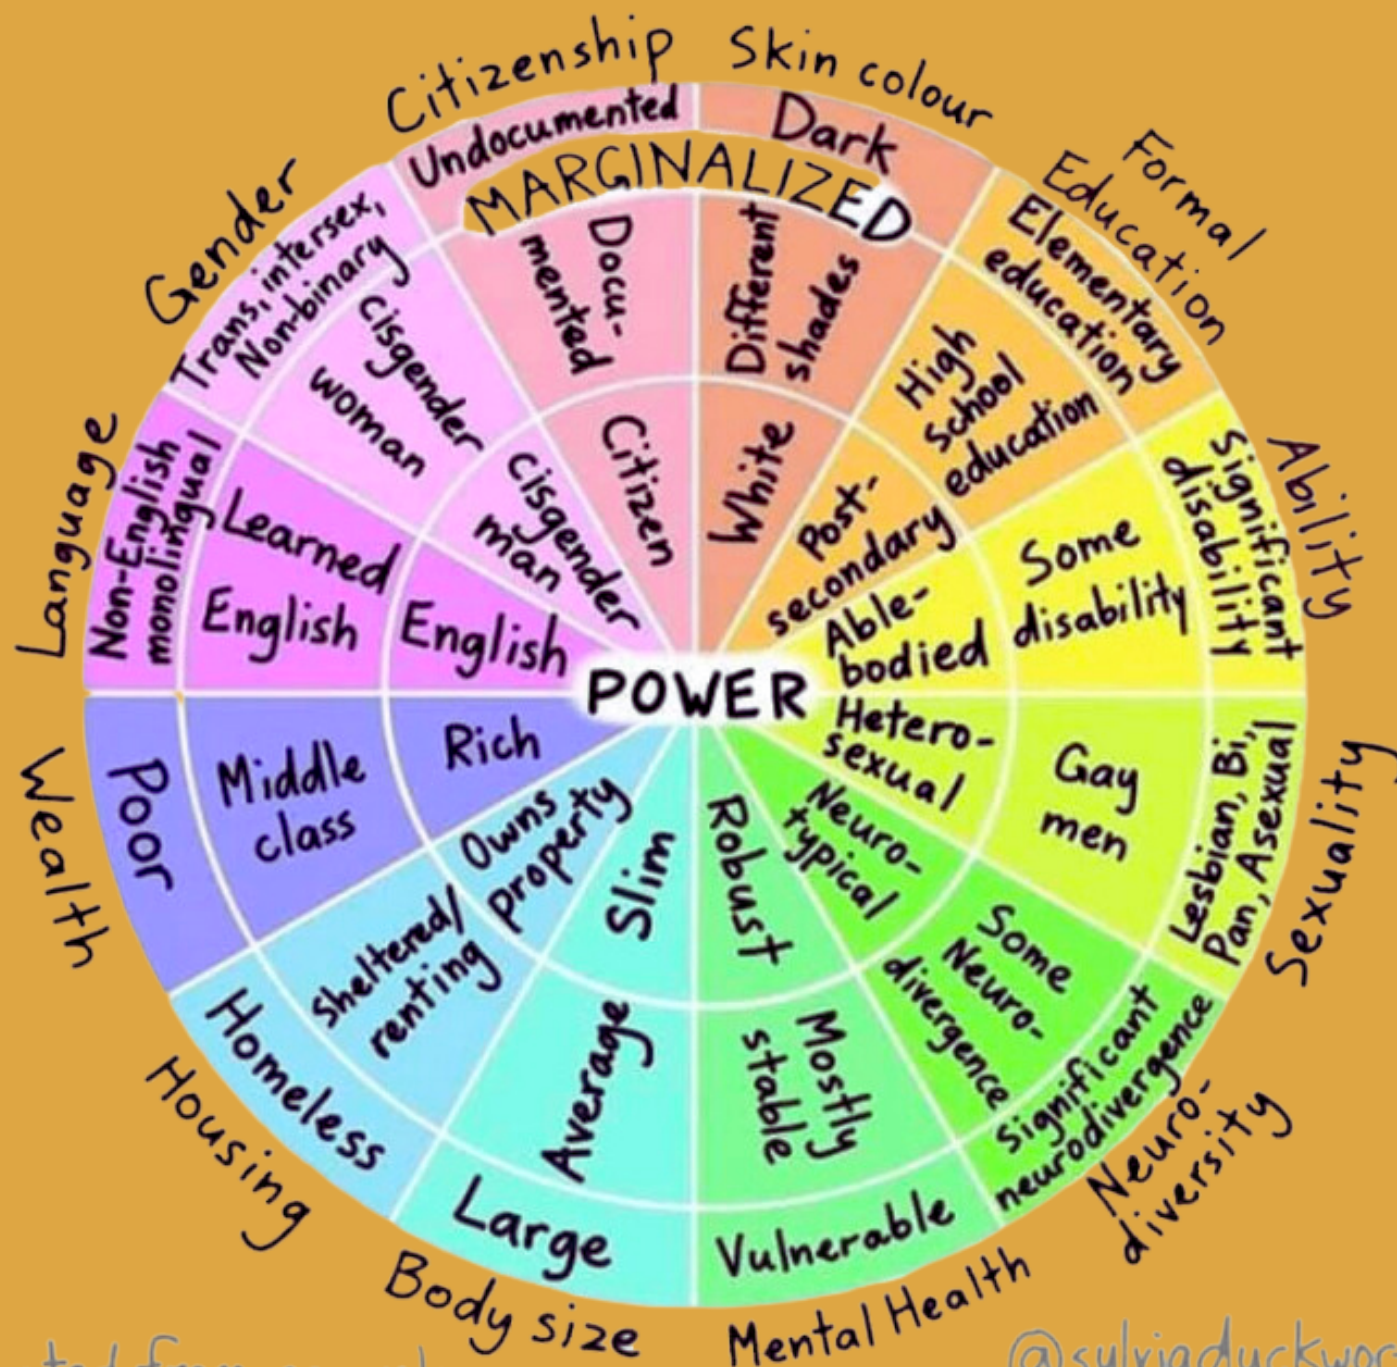 Citizenship
Undocumented
Docu-
mented
Citizen
Skin colour
Dark
Different
shades
White
MARGINALIZED
Formal
Education
Elementary
education
High
School
education
Post-
secondary
Ability
Significant
disability
Some
disability
Able-
bodied
Sexuality
Lesbian, Bi,
Pan, Asexual
Gay
men
Hetero-
sexual
Neuro-
diversity
Significant
neurodivergence
Some
Neuro-
divergence
Neuro-
typical
Mental Health
Vulnerable
Mostly
stable
Robust
Body size
Large
Average
Slim
Housing
Homeless
Sheltered/
renting
Owns
property
Wealth
Poor
Middle
class
Rich
Language
Non-English
monolingual
Learned
English
English
Gender
Trans, intersex,
Non-binary
Cisgender
woman
Cisgender
man
POWER